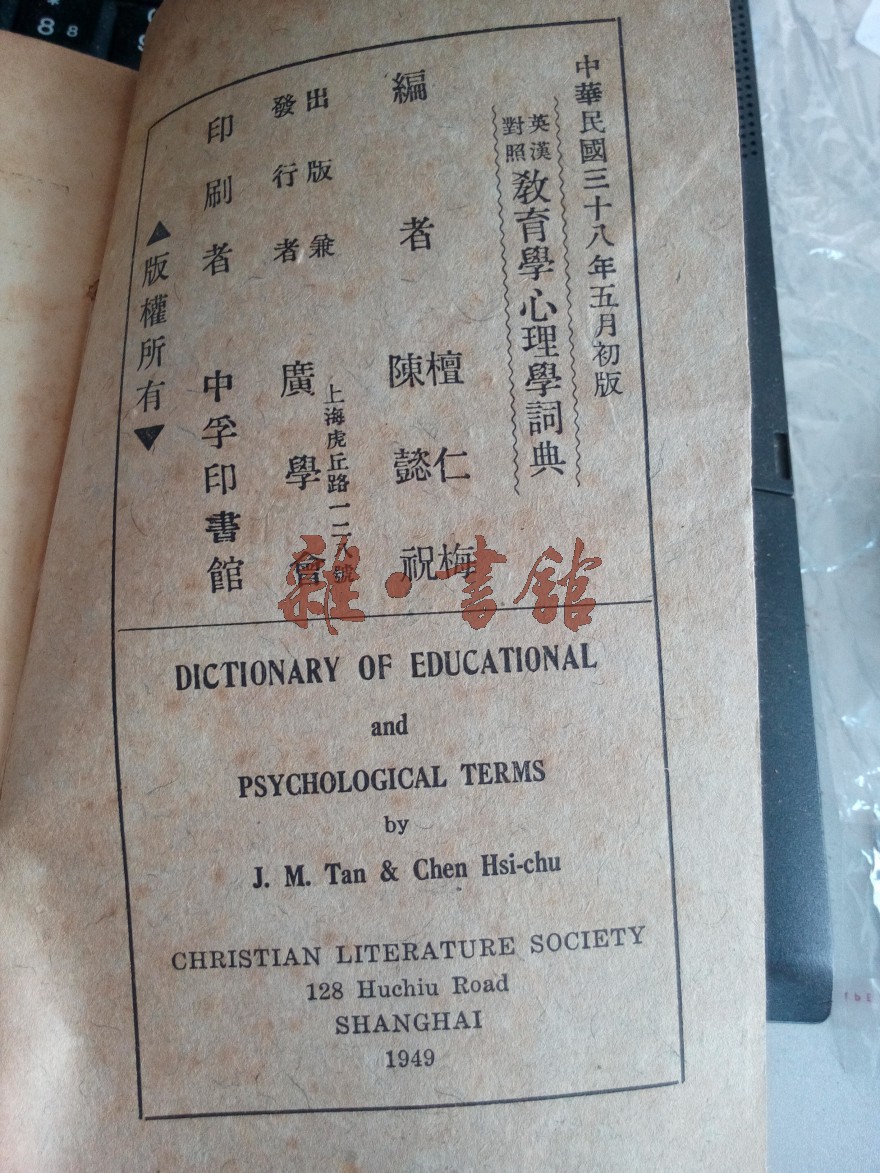 中華民國三十八年五月初版
英漢
對照
教育學心理學詞典
編者
檀仁梅
陳懿祝
出版兼
發行者
上海虎丘路一二八號
廣學會
印刷者
中孚印書館
▲版權所有▼
雜·書館
DICTIONARY OF EDUCATIONAL
and
PSYCHOLOGICAL TERMS
by
J. M. Tan & Chen Hsi-chu
CHRISTIAN LITERATURE SOCIETY
128 Huchiu Road
SHANGHAI
1949